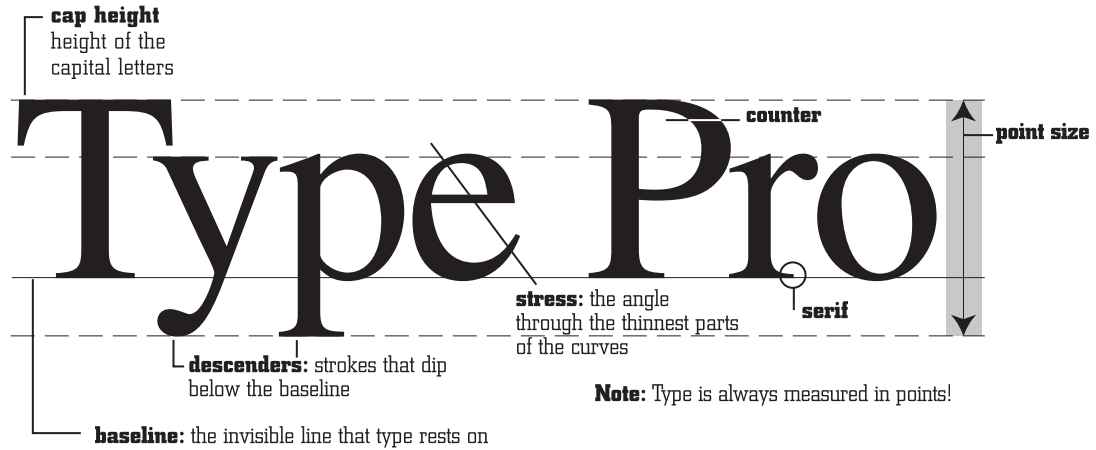 cap height
height of the
capital letters
Type Pro
counter
point size
stress: the angle
through the thinnest parts
of the curves
serif
descenders: strokes that dip
below the baseline
Note: Type is always measured in points!
baseline: the invisible line that type rests on